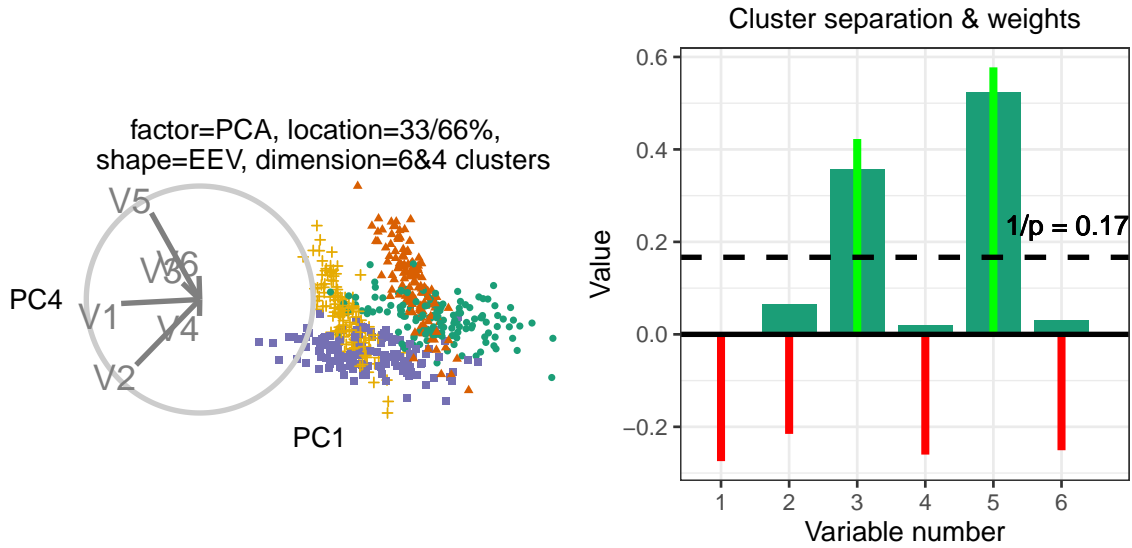 factor=PCA, location=33/66%,
shape=EEV, dimension=6&4 clusters
V5
V6
V3
V1
V4
V2
PC4
PC1
Cluster separation & weights
0.6
0.4
0.2
0.0
−0.2
Value
1/p = 0.17
1 2 3 4 5 6
Variable number